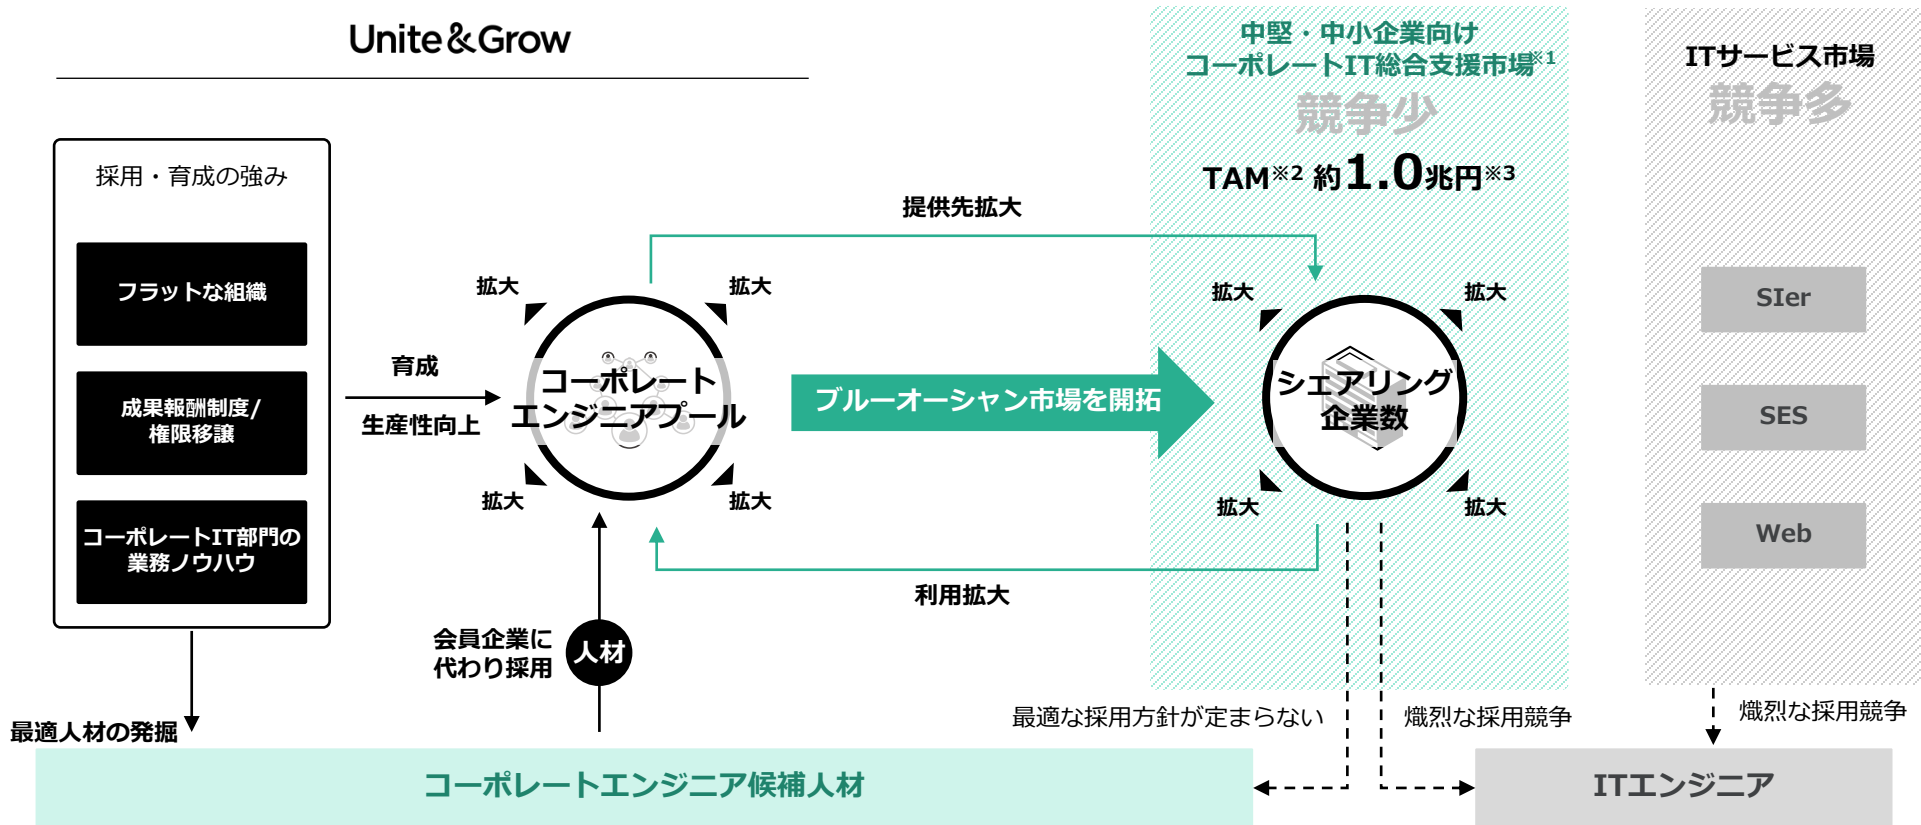 Unite&Grow
採用・育成の強み
フラットな組織
成果報酬制度/
権限移譲
コーポレートIT部門の
業務ノウハウ
最適人材の発掘
育成
生産性向上
拡大
拡大
コーポレート
エンジニアプール
拡大
拡大
会員企業に
代わり採用
人材
提供先拡大
ブルーオーシャン市場を開拓
利用拡大
中堅・中小企業向け
コーポレートIT総合支援市場※1
競争少
TAM※2 約1.0兆円※3
拡大
拡大
シェアリング
企業数
拡大
拡大
最適な採用方針が定まらない
熾烈な採用競争
ITサービス市場
競争多
SIer
SES
Web
熾烈な採用競争
コーポレートエンジニア候補人材
ITエンジニア